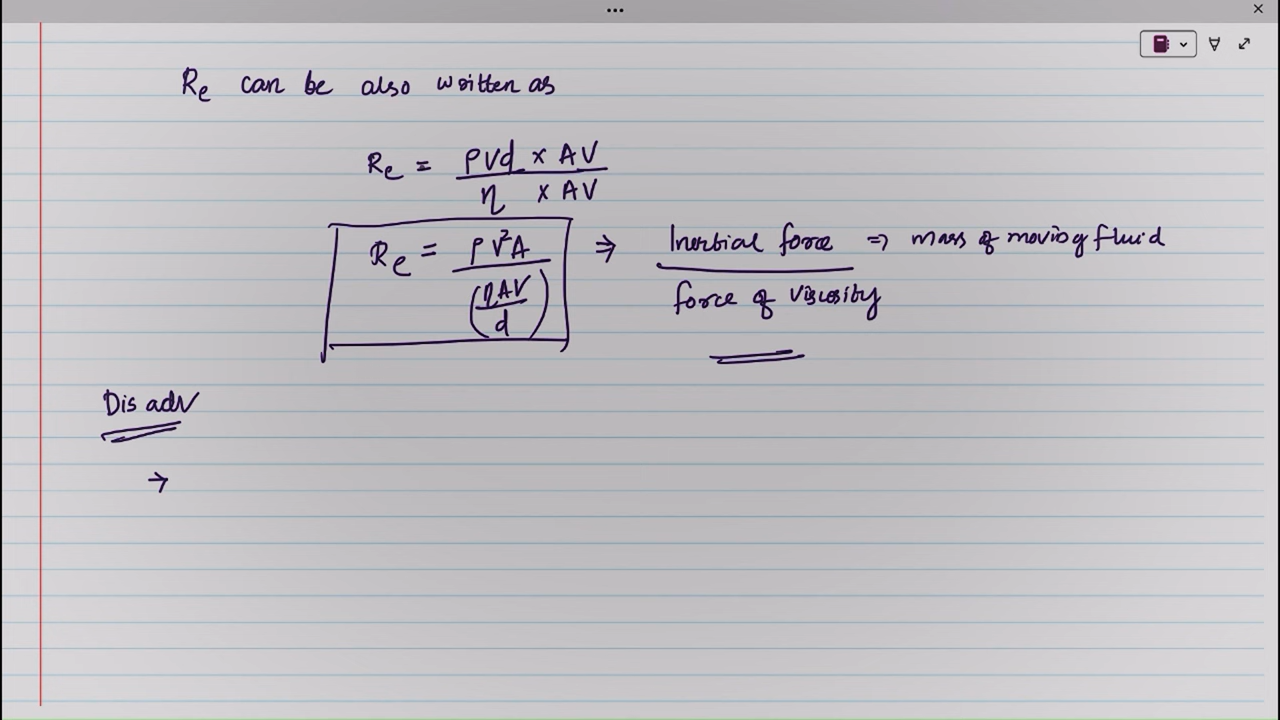 Re can be also written as
Re = ρVd × AV / η × AV
Re = ρV²A / (ηAV / d) ⇒ Inertial force / force of viscosity ⇒ mass of moving fluid
Dis adv
→